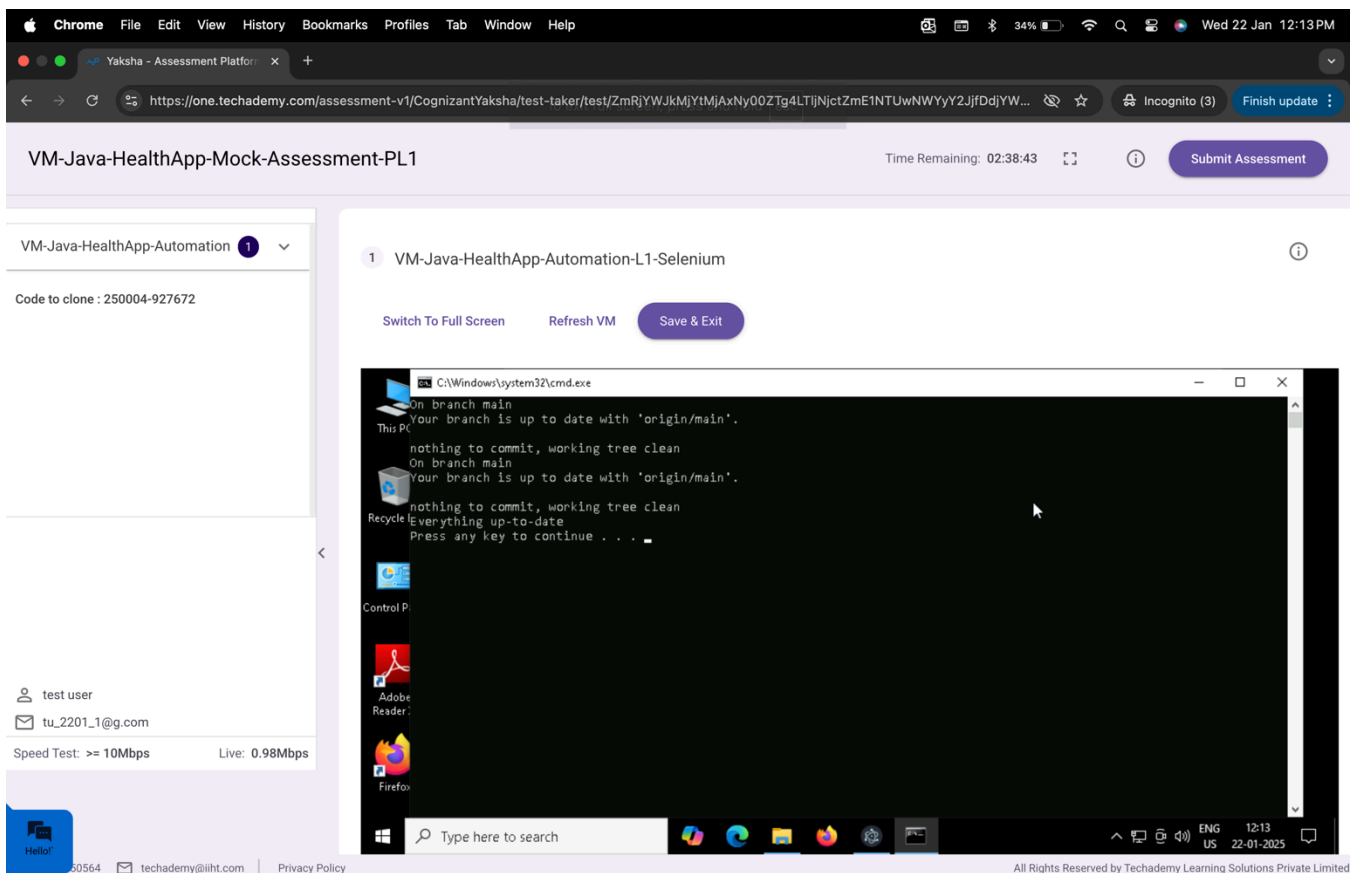 Chrome File Edit View History Bookmarks Profiles Tab Window Help 34% Wed 22 Jan 12:13 PM
Yaksha - Assessment Platform
https://one.techademy.com/assessment-v1/CognizantYaksha/test-taker/test/ZmRjYWJkMjYtMjAxNy00ZTg4LTljNjctZmE1NTUwNWYyY2JjfDdjYW... Incognito (3) Finish update
VM-Java-HealthApp-Mock-Assessment-PL1 Time Remaining: 02:38:43 Submit Assessment
VM-Java-HealthApp-Automation 1
Code to clone : 250004-927672
1 VM-Java-HealthApp-Automation-L1-Selenium
Switch To Full Screen Refresh VM Save & Exit
C:\Windows\system32\cmd.exe
On branch main
Your branch is up to date with 'origin/main'.
This PC
nothing to commit, working tree clean
On branch main
Your branch is up to date with 'origin/main'.
nothing to commit, working tree clean
Recycle
Everything up-to-date
Press any key to continue . . .
Control P
Adobe
Reader
Firefox
test user
tu_2201_1@g.com
Speed Test: >= 10Mbps Live: 0.98Mbps
Type here to search
ENG
US
12:13
22-01-2025
Hello!
50564 techademy@iiht.com Privacy Policy All Rights Reserved by Techademy Learning Solutions Private Limited